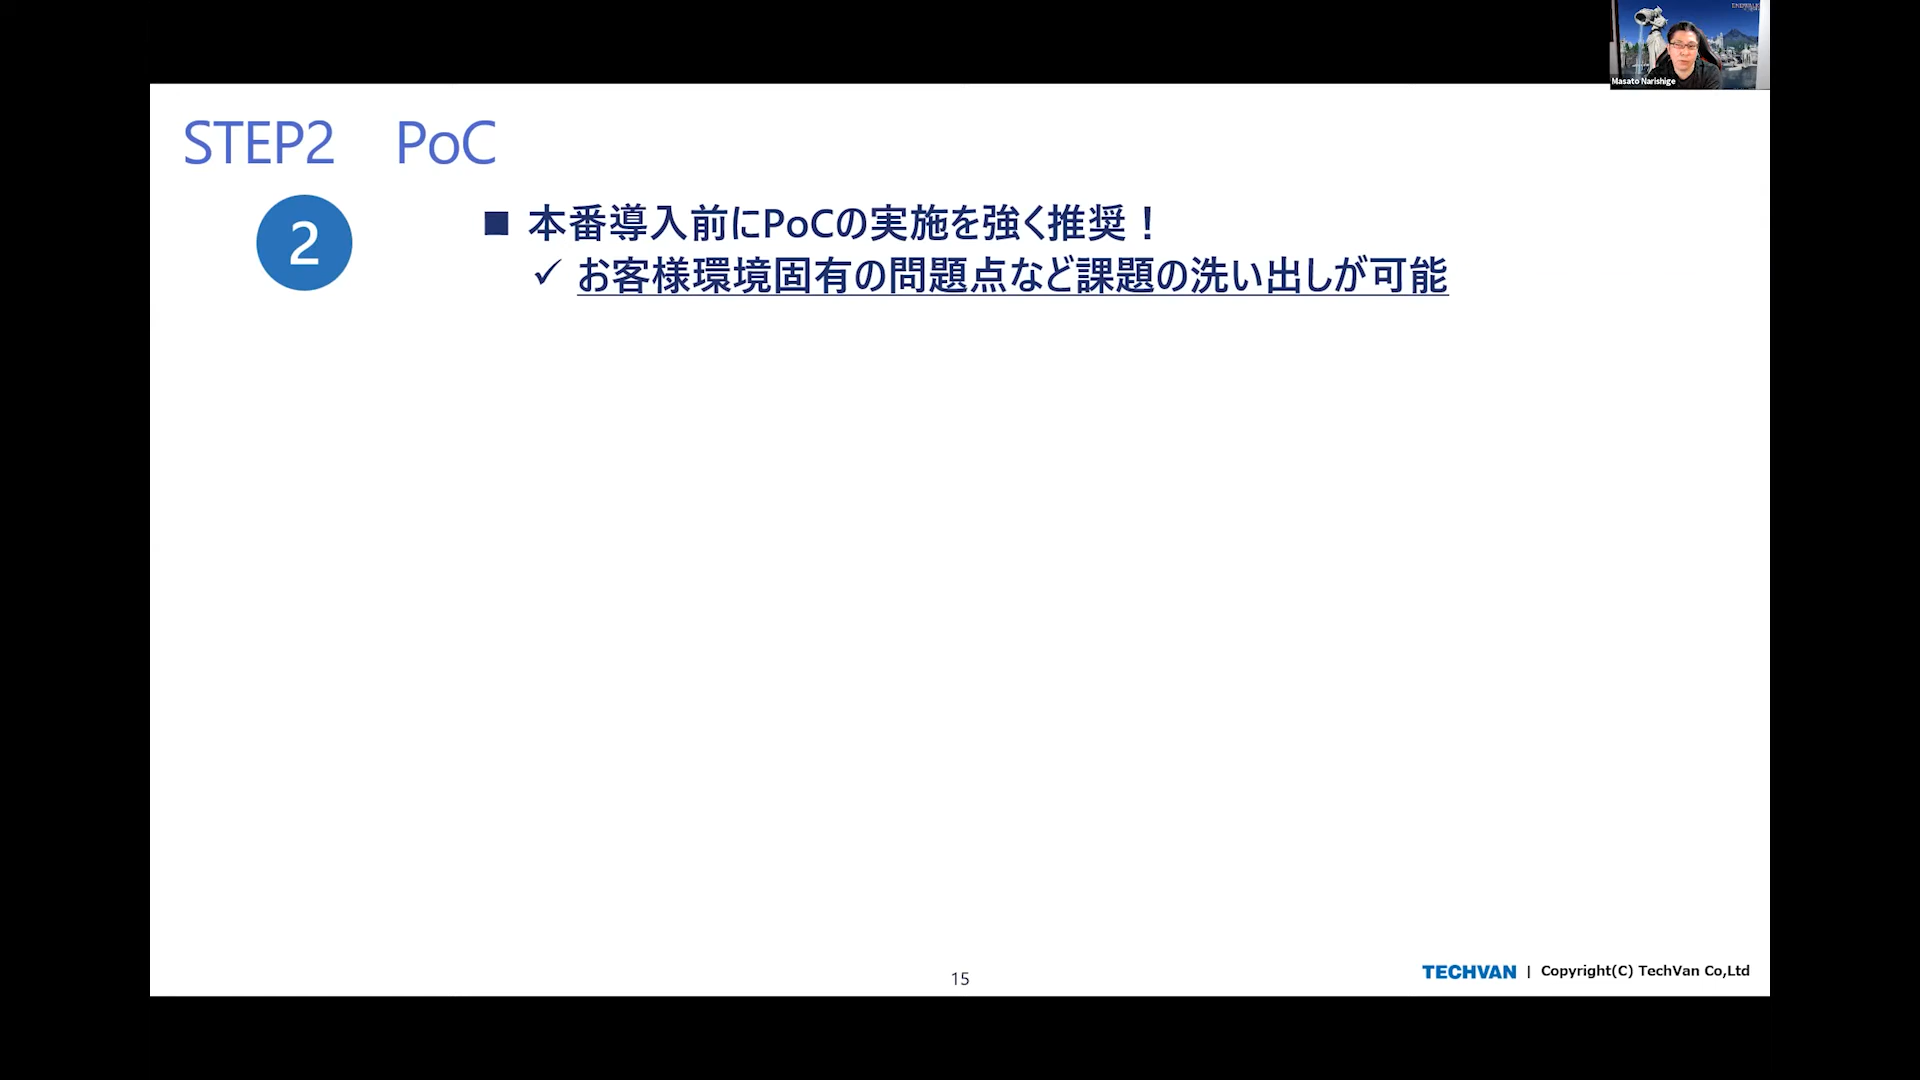 Masato Narishige
STEP2 PoC
2
■ 本番導入前にPoCの実施を強く推奨！
✓ お客様環境固有の問題点など課題の洗い出しが可能
15
TECHVAN | Copyright(C) TechVan Co,Ltd